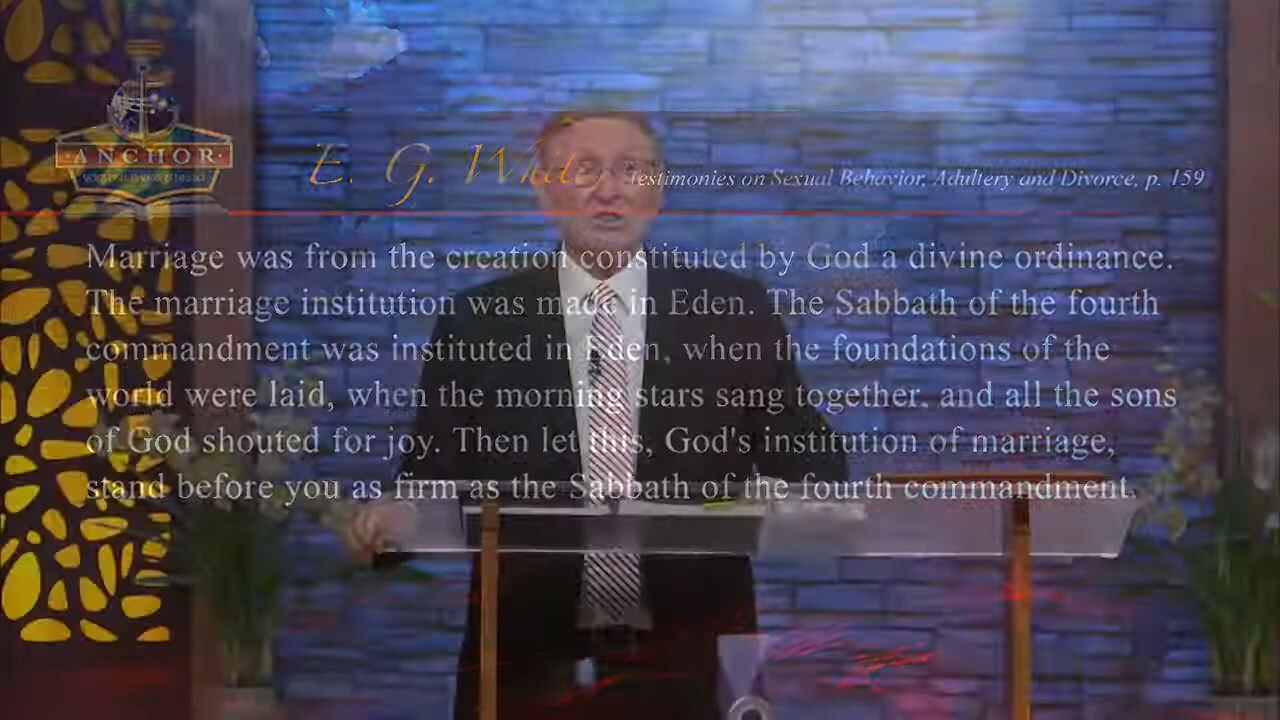 ANCHOR
E. G. White
Testimonies on Sexual Behavior, Adultery and Divorce, p. 159
Marriage was from the creation constituted by God a divine ordinance.
The marriage institution was made in Eden. The Sabbath of the fourth
commandment was instituted in Eden, when the foundations of the
world were laid, when the morning stars sang together, and all the sons
of God shouted for joy. Then let this, God's institution of marriage,
stand before you as firm as the Sabbath of the fourth commandment.